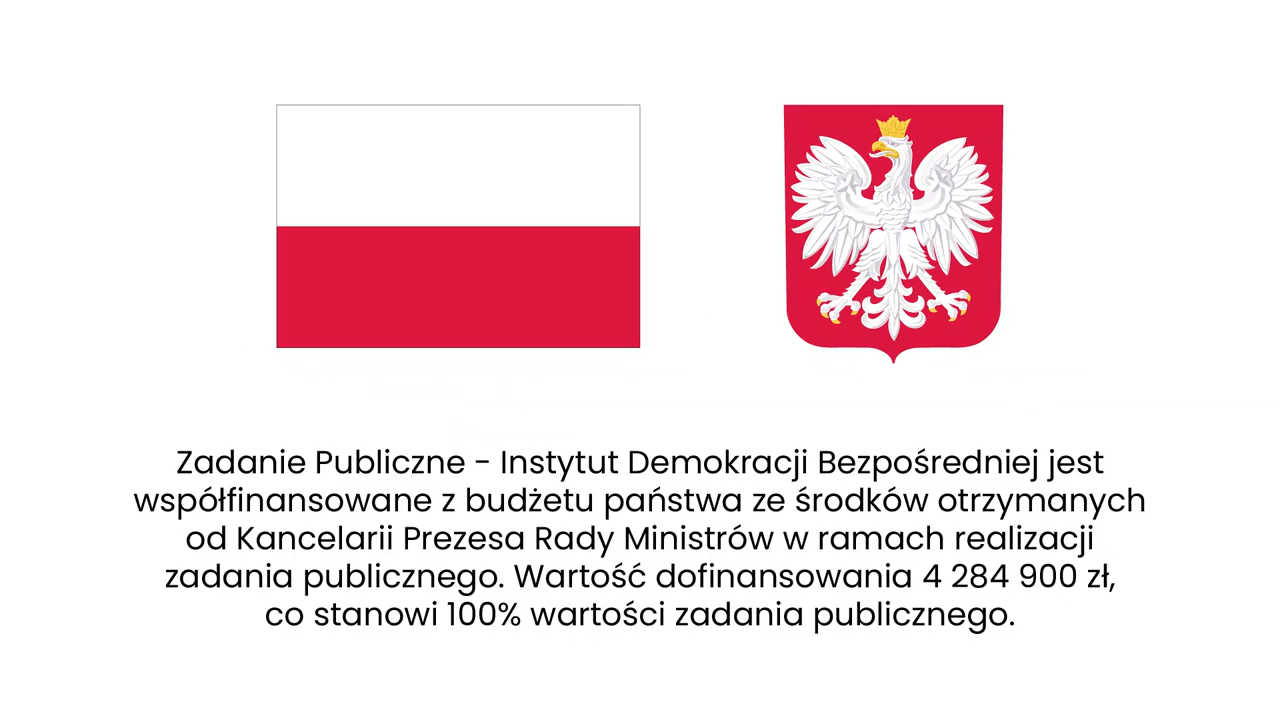 Zadanie Publiczne - Instytut Demokracji Bezpośredniej jest
współfinansowane z budżetu państwa ze środków otrzymanych
od Kancelarii Prezesa Rady Ministrów w ramach realizacji
zadania publicznego. Wartość dofinansowania 4 284 900 zł,
co stanowi 100% wartości zadania publicznego.